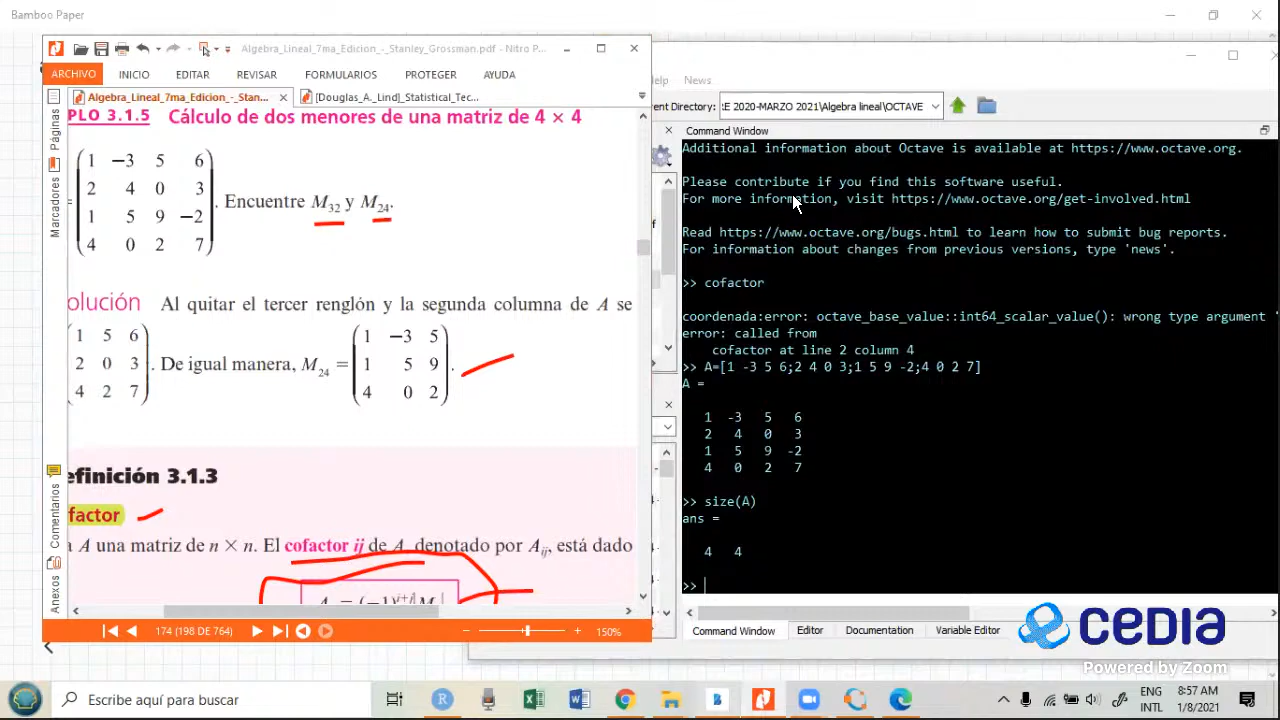 Bamboo Paper
Algebra_Lineal_7ma_Edicion_-_Stanley_Grossman.pdf - Nitro P...
ARCHIVO INICIO EDITAR REVISAR FORMULARIOS PROTEGER AYUDA
Algebra_Lineal_7ma_Edicion_-_Stan... [Douglas_A._Lind]_Statistical_Tec...
Páginas
Marcadores
Comentarios
Anexos
PLO 3.1.5 Cálculo de dos menores de una matriz de 4 × 4
1 −3 5 6
2 4 0 3
1 5 9 −2
4 0 2 7
. Encuentre M32 y M24.
olución Al quitar el tercer renglón y la segunda columna de A se
1 5 6
2 0 3
4 2 7
. De igual manera, M24 =
1 −3 5
1 5 9
4 0 2
.
efinición 3.1.3
factor
a A una matriz de n × n. El cofactor ij de A, denotado por Aij, está dado
174 (198 DE 764)
150%
elp News
ent Directory: :E 2020-MARZO 2021\Algebra lineal\OCTAVE
Command Window
Additional information about Octave is available at https://www.octave.org.
Please contribute if you find this software useful.
For more information, visit https://www.octave.org/get-involved.html
Read https://www.octave.org/bugs.html to learn how to submit bug reports.
For information about changes from previous versions, type 'news'.
>> cofactor
coordenada:error: octave_base_value::int64_scalar_value(): wrong type argument '
error: called from
cofactor at line 2 column 4
>> A=[1 -3 5 6;2 4 0 3;1 5 9 -2;4 0 2 7]
A =
1 -3 5 6
2 4 0 3
1 5 9 -2
4 0 2 7
>> size(A)
ans =
4 4
>>
Command Window Editor Documentation Variable Editor
cedia
Powered by Zoom
Escribe aquí para buscar
ENG
INTL
8:57 AM
1/8/2021